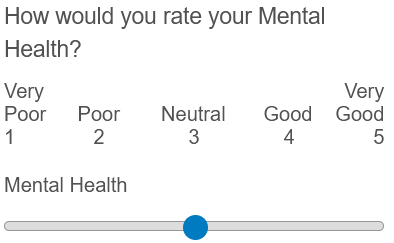 How would you rate your Mental
Health?
Very Very
Poor Poor Neutral Good Good
1 2 3 4 5
Mental Health